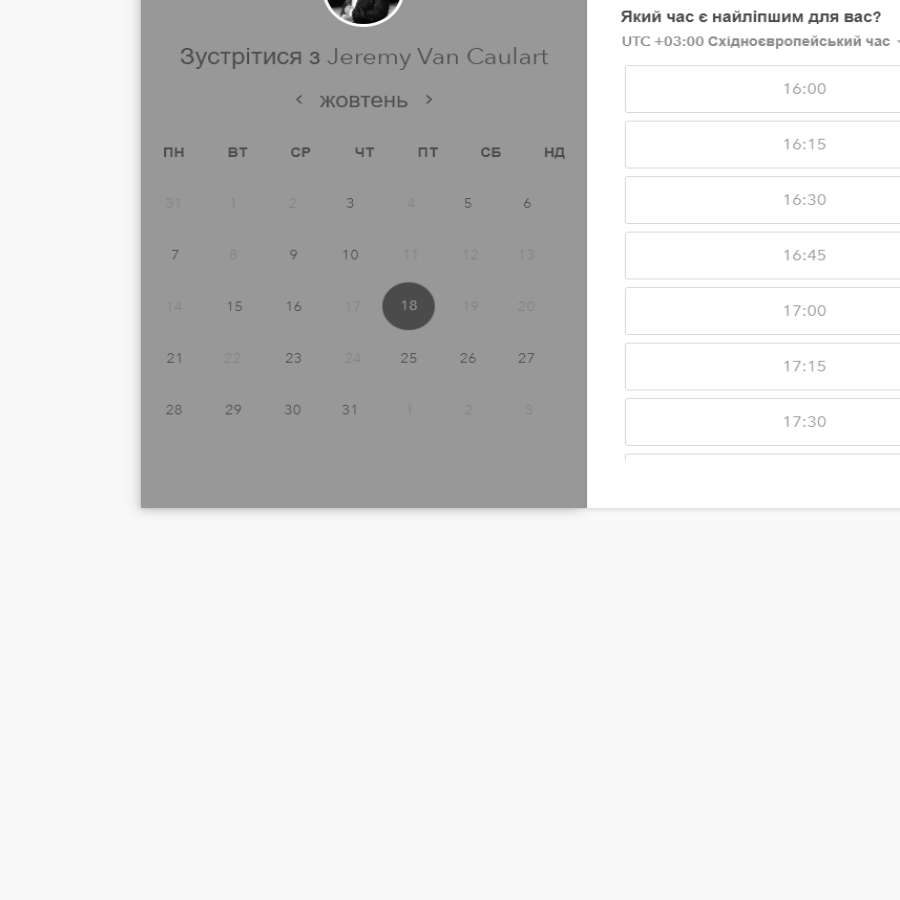 Зустрітися з Jeremy Van Caulart
жовтень
ПН ВТ СР ЧТ ПТ СБ НД
31 1 2 3 4 5 6
7 8 9 10 11 12 13
14 15 16 17 18 19 20
21 22 23 24 25 26 27
28 29 30 31 1 2 3
Який час є найліпшим для вас?
UTC +03:00 Східноєвропейський час
16:00
16:15
16:30
16:45
17:00
17:15
17:30